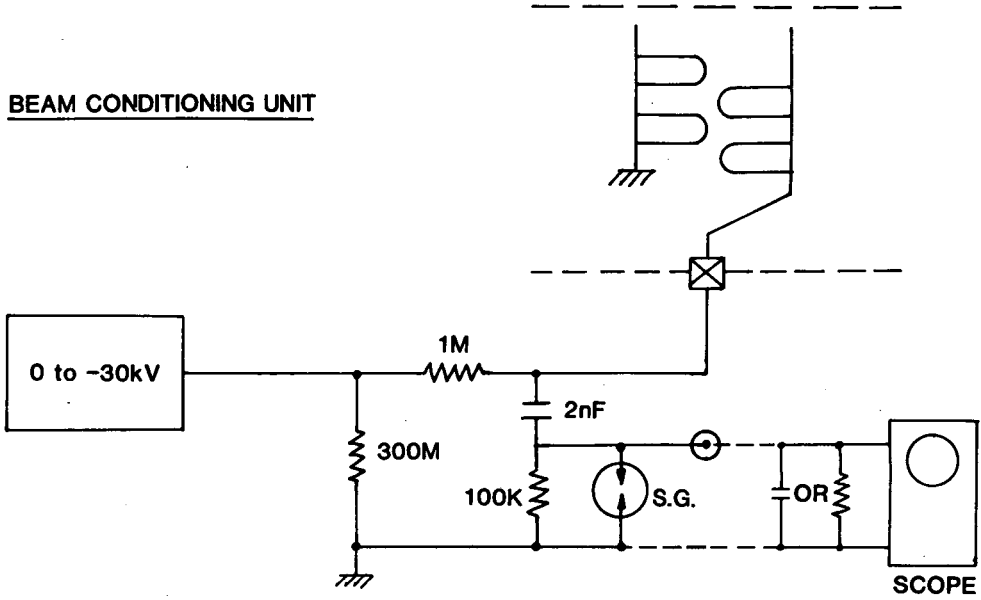 BEAM CONDITIONING UNIT
1M
0 to -30kV
2nF
300M
100K
S.G.
OR
SCOPE